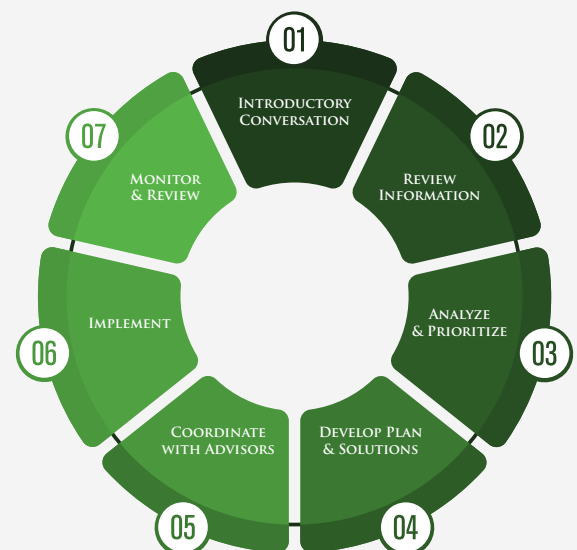 01
INTRODUCTORY
CONVERSATION
02
REVIEW
INFORMATION
03
ANALYZE
& PRIORITIZE
04
DEVELOP PLAN
& SOLUTIONS
05
COORDINATE
WITH ADVISORS
06
IMPLEMENT
07
MONITOR
& REVIEW